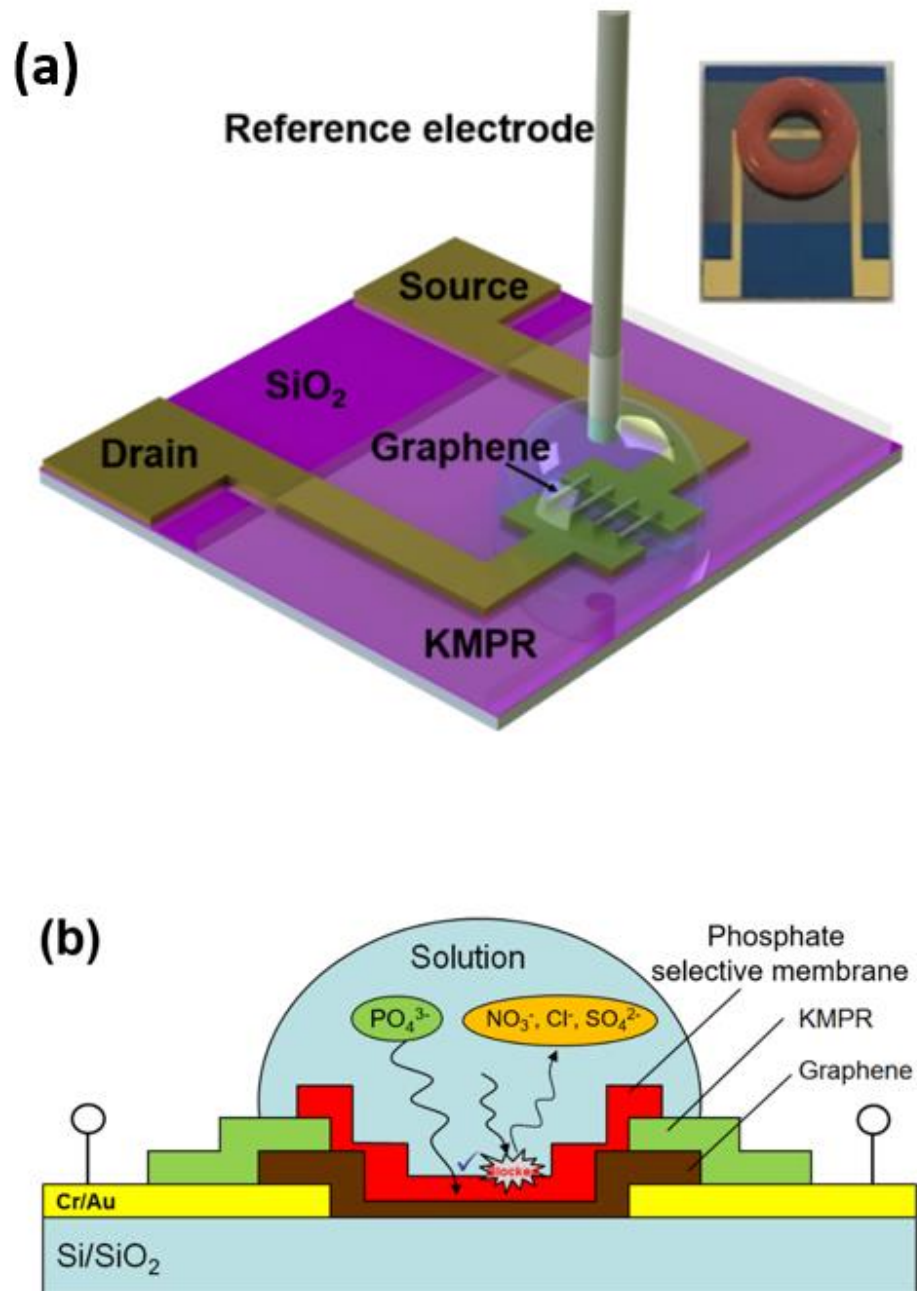 (a)
Reference electrode
Source
SiO₂
Graphene
Drain
KMPR
(b)
Solution
Phosphate
selective membrane
KMPR
Graphene
PO₄³⁻
NO₃⁻, Cl⁻, SO₄²⁻
Cr/Au
Si/SiO₂